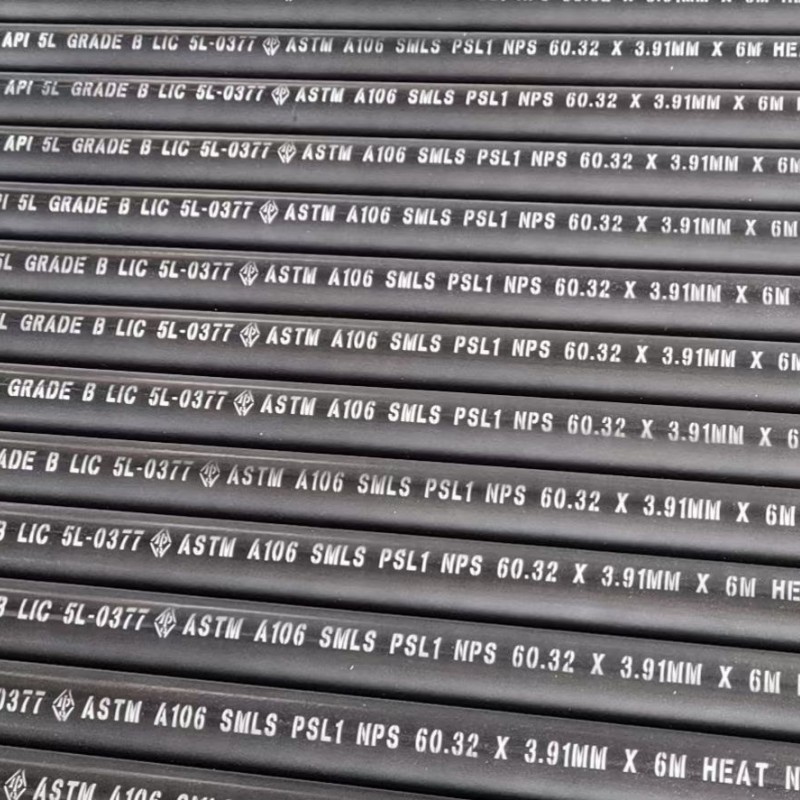 API 5L GRADE B LIC 5L-0377 ASTM A106 SMLS PSL1 NPS 60.32 X 3.91MM X 6M HE
API 5L GRADE B LIC 5L-0377 ASTM A106 SMLS PSL1 NPS 60.32 X 3.91MM X 6M
API 5L GRADE B LIC 5L-0377 ASTM A106 SMLS PSL1 NPS 60.32 X 3.91MM X 6M
I 5L GRADE B LIC 5L-0377 ASTM A106 SMLS PSL1 NPS 60.32 X 3.91MM X 6M
5L GRADE B LIC 5L-0377 ASTM A106 SMLS PSL1 NPS 60.32 X 3.91MM X 6M
L GRADE B LIC 5L-0377 ASTM A106 SMLS PSL1 NPS 60.32 X 3.91MM X 6M
GRADE B LIC 5L-0377 ASTM A106 SMLS PSL1 NPS 60.32 X 3.91MM X 6
ADE B LIC 5L-0377 ASTM A106 SMLS PSL1 NPS 60.32 X 3.91MM X 6M
B LIC 5L-0377 ASTM A106 SMLS PSL1 NPS 60.32 X 3.91MM X 6M HE
B LIC 5L-0377 ASTM A106 SMLS PSL1 NPS 60.32 X 3.91MM X 6M
0377 ASTM A106 SMLS PSL1 NPS 60.32 X 3.91MM X 6M HEAT N
ASTM A106 SMLS